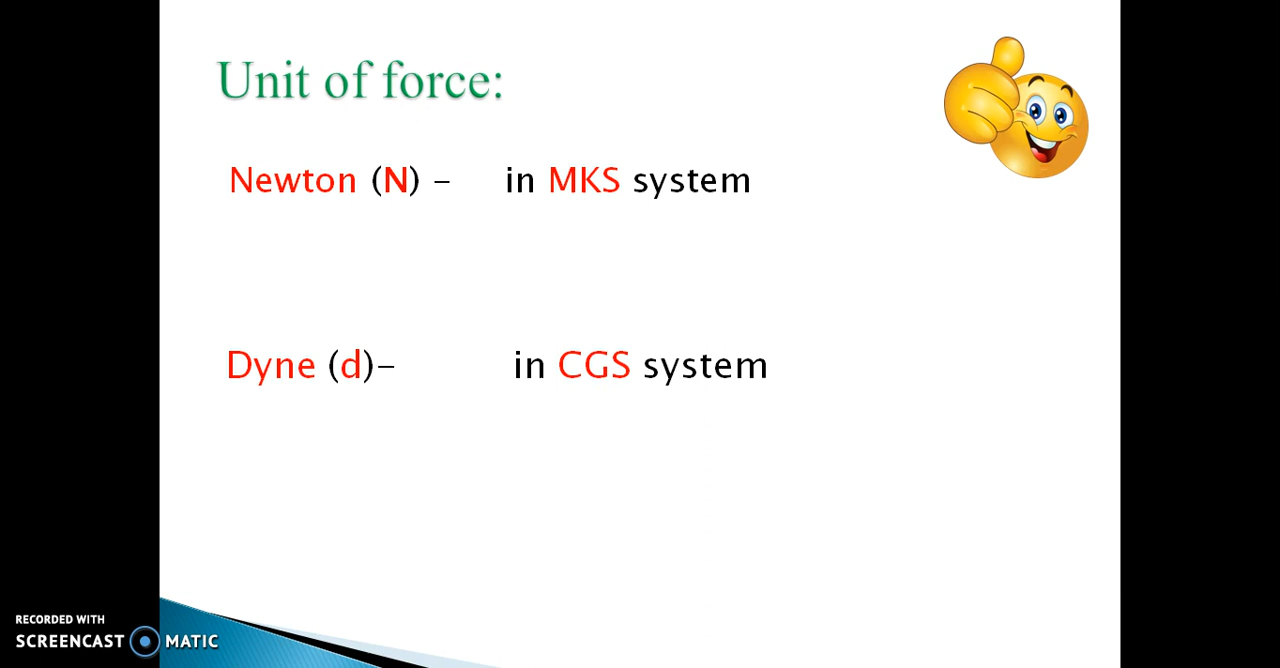 Unit of force:
Newton (N) – in MKS system
Dyne (d)– in CGS system
RECORDED WITH
SCREENCAST MATIC